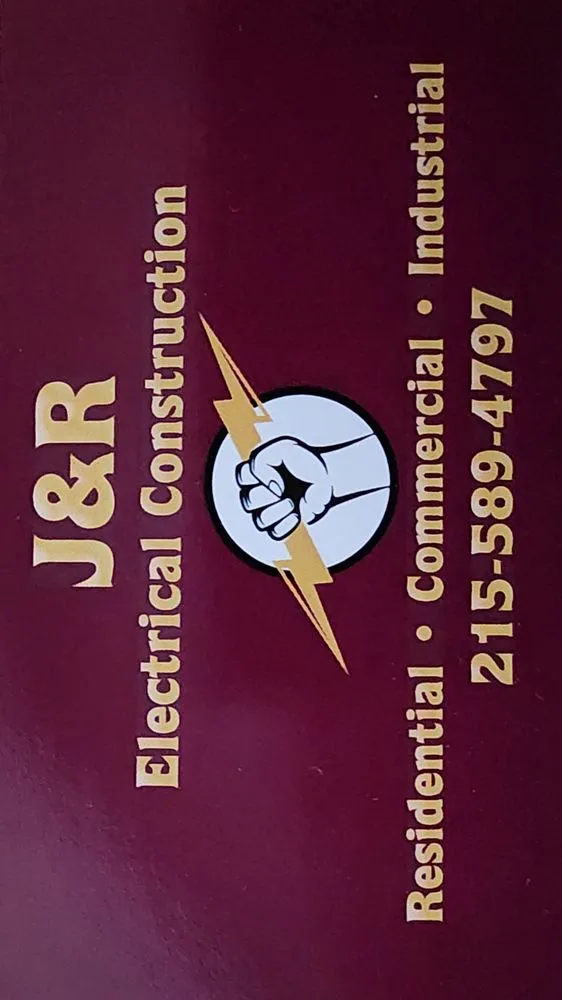 J&R
Electrical Construction
Residential • Commercial • Industrial
215-589-4797